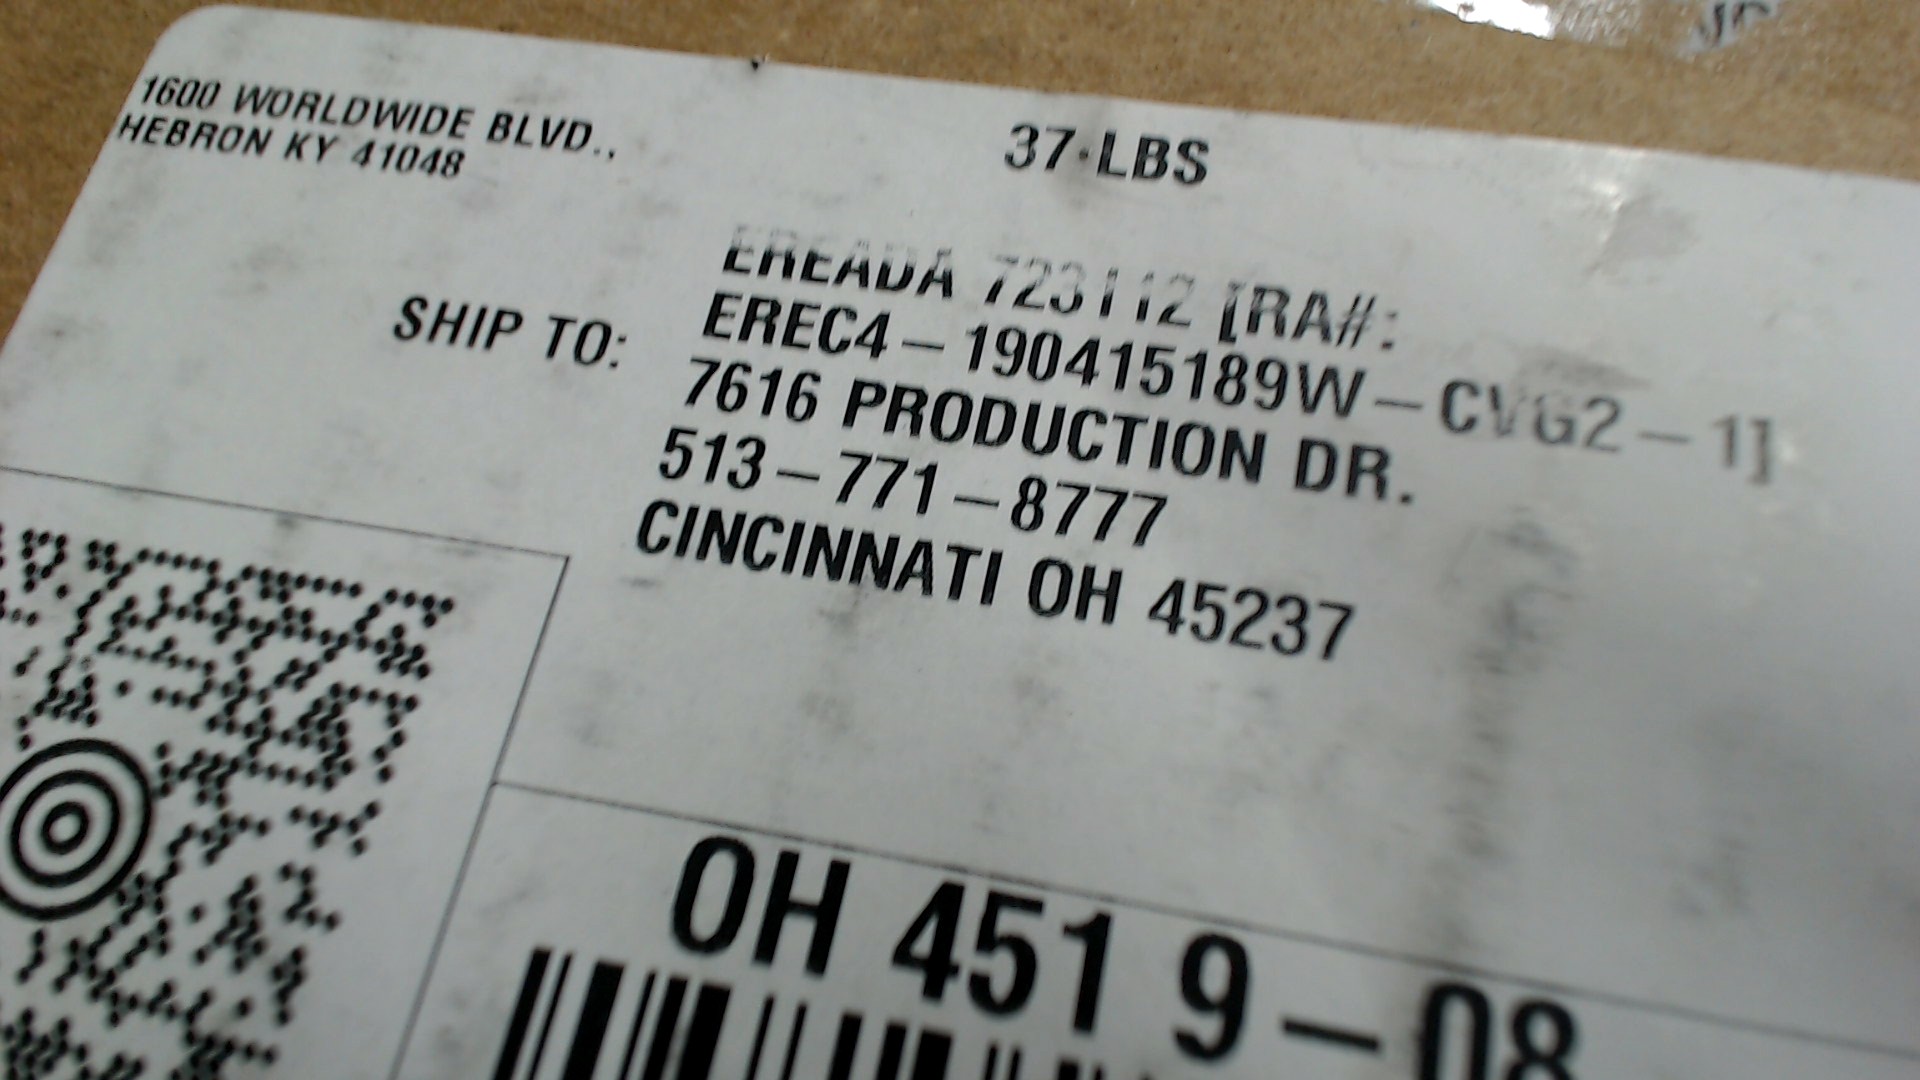 1600 WORLDWIDE BLVD.,
HEBRON KY 41048
37 LBS
EREADA 723112 [RA#:
SHIP TO:
EREC4-190415189W-CVG2-1]
7616 PRODUCTION DR.
513-771-8777
CINCINNATI OH 45237
OH 451 9-08